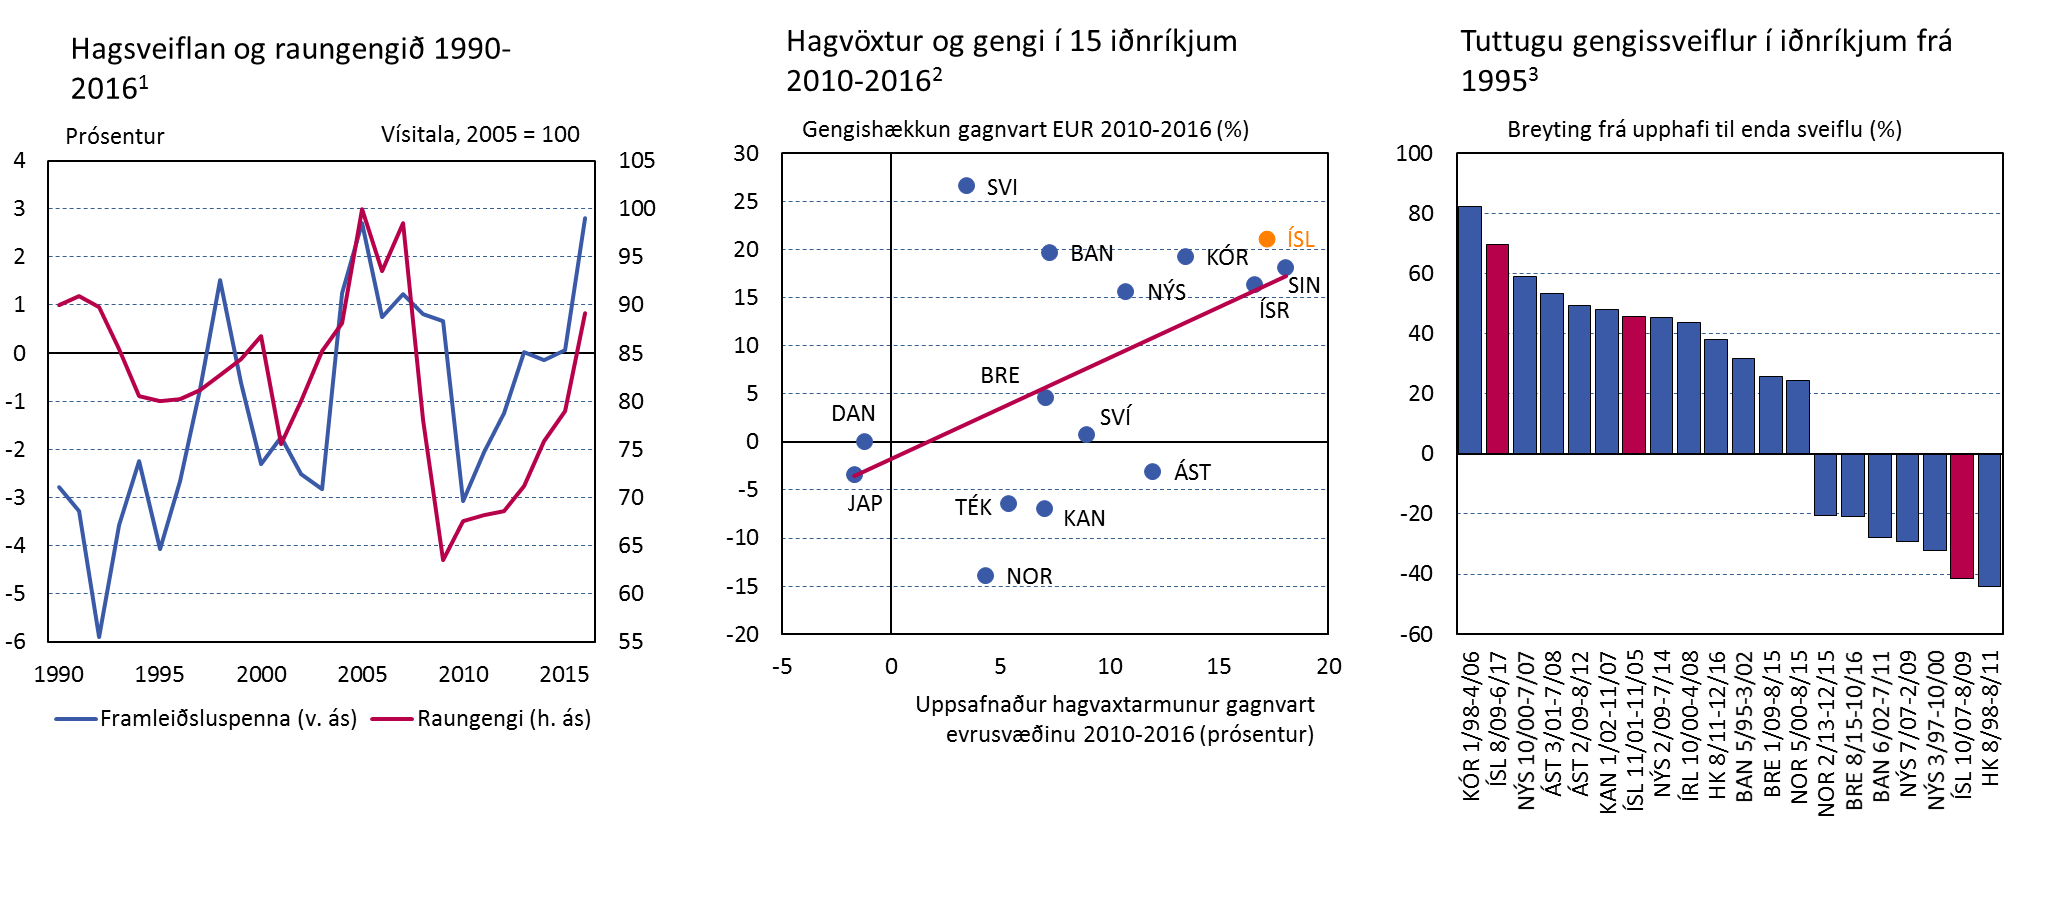 Hagsveiflan og raungengið 1990-
2016¹
Prósentur
Vísitala, 2005 = 100
4
3
2
1
0
-1
-2
-3
-4
-5
-6
105
100
95
90
85
80
75
70
65
60
55
1990
1995
2000
2005
2010
2015
Framleiðsluspenna (v. ás)
Raungengi (h. ás)
Hagvöxtur og gengi í 15 iðnríkjum
2010-2016²
Gengishækkun gagnvart EUR 2010-2016 (%)
30
25
20
15
10
5
0
-5
-10
-15
-20
SVI
BAN
KÓR
ÍSL
NÝS
SIN
ÍSR
BRE
DAN
SVÍ
JAP
TÉK
KAN
ÁST
NOR
-5
0
5
10
15
20
Uppsafnaður hagvaxtarmunur gagnvart
evrusvæðinu 2010-2016 (prósentur)
Tuttugu gengissveiflur í iðnríkjum frá
1995³
Breyting frá upphafi til enda sveiflu (%)
100
80
60
40
20
0
-20
-40
-60
KÓR 1/98-4/06
ÍSL 8/09-6/17
NÝS 10/00-7/07
ÁST 3/01-7/08
ÁST 2/09-8/12
KAN 1/02-11/07
ÍSL 11/01-11/05
NÝS 2/09-7/14
ÍRL 10/00-4/08
HK 8/11-12/16
BAN 5/95-3/02
BRE 1/09-8/15
NOR 5/00-8/15
NOR 2/13-12/15
BRE 8/15-10/16
BAN 6/02-7/11
NÝS 7/07-2/09
NÝS 3/97-10/00
ÍSL 10/07-8/09
HK 8/98-8/11